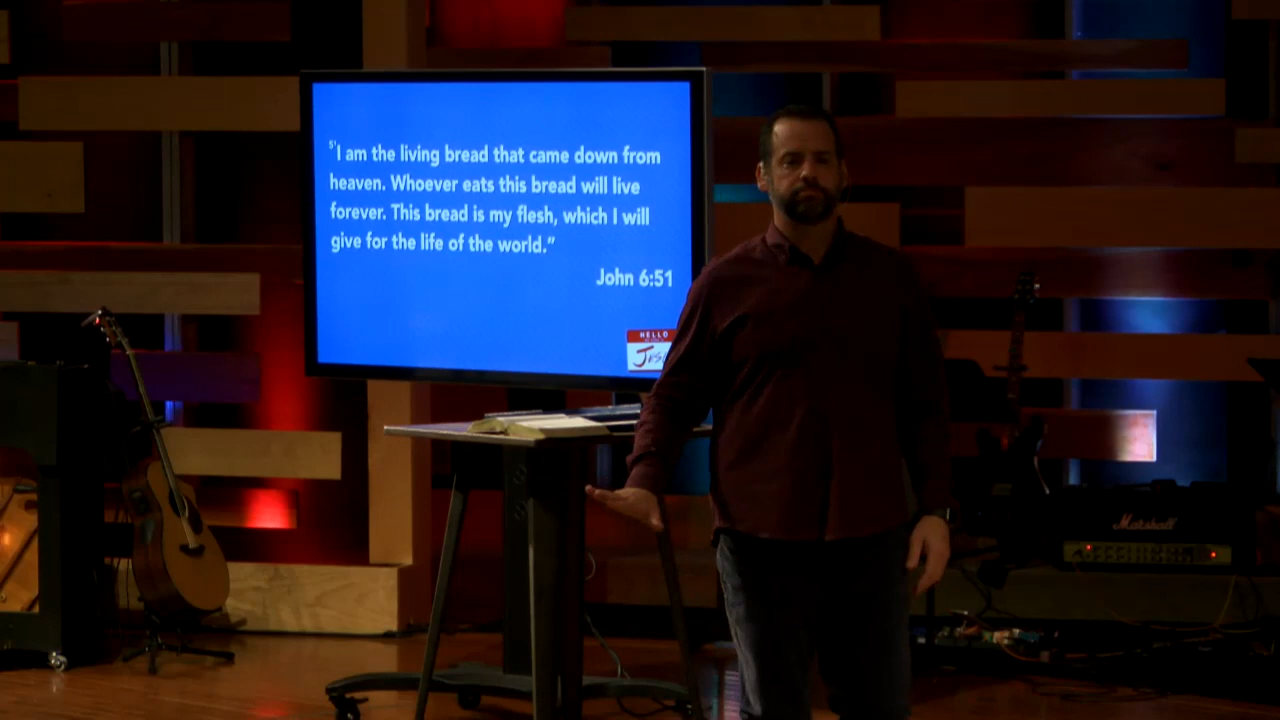 51 I am the living bread that came down from
heaven. Whoever eats this bread will live
forever. This bread is my flesh, which I will
give for the life of the world.”
John 6:51
HELLO
Marshall